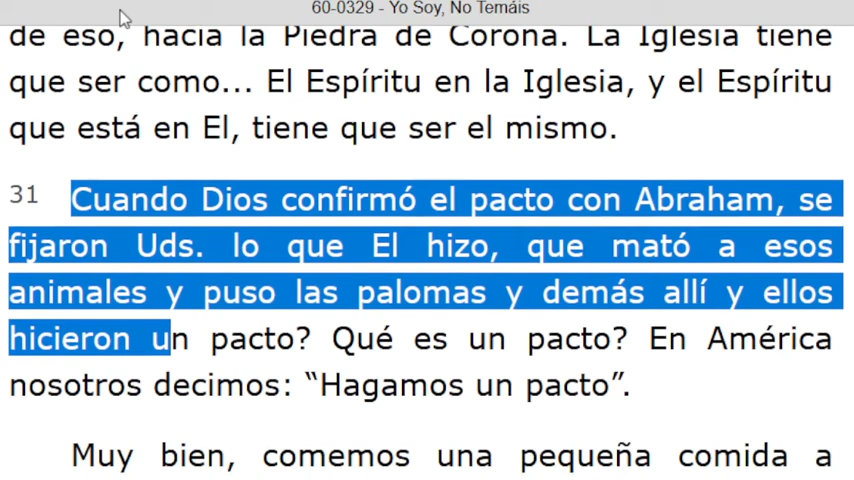 60-0329 - Yo Soy, No Temáis
de eso, hacia la Piedra de Corona. La Iglesia tiene
que ser como... El Espíritu en la Iglesia, y el Espíritu
que está en El, tiene que ser el mismo.
31 Cuando Dios confirmó el pacto con Abraham, se
fijaron Uds. lo que El hizo, que mató a esos
animales y puso las palomas y demás allí y ellos
hicieron un pacto? Qué es un pacto? En América
nosotros decimos: “Hagamos un pacto”.
Muy bien, comemos una pequeña comida a